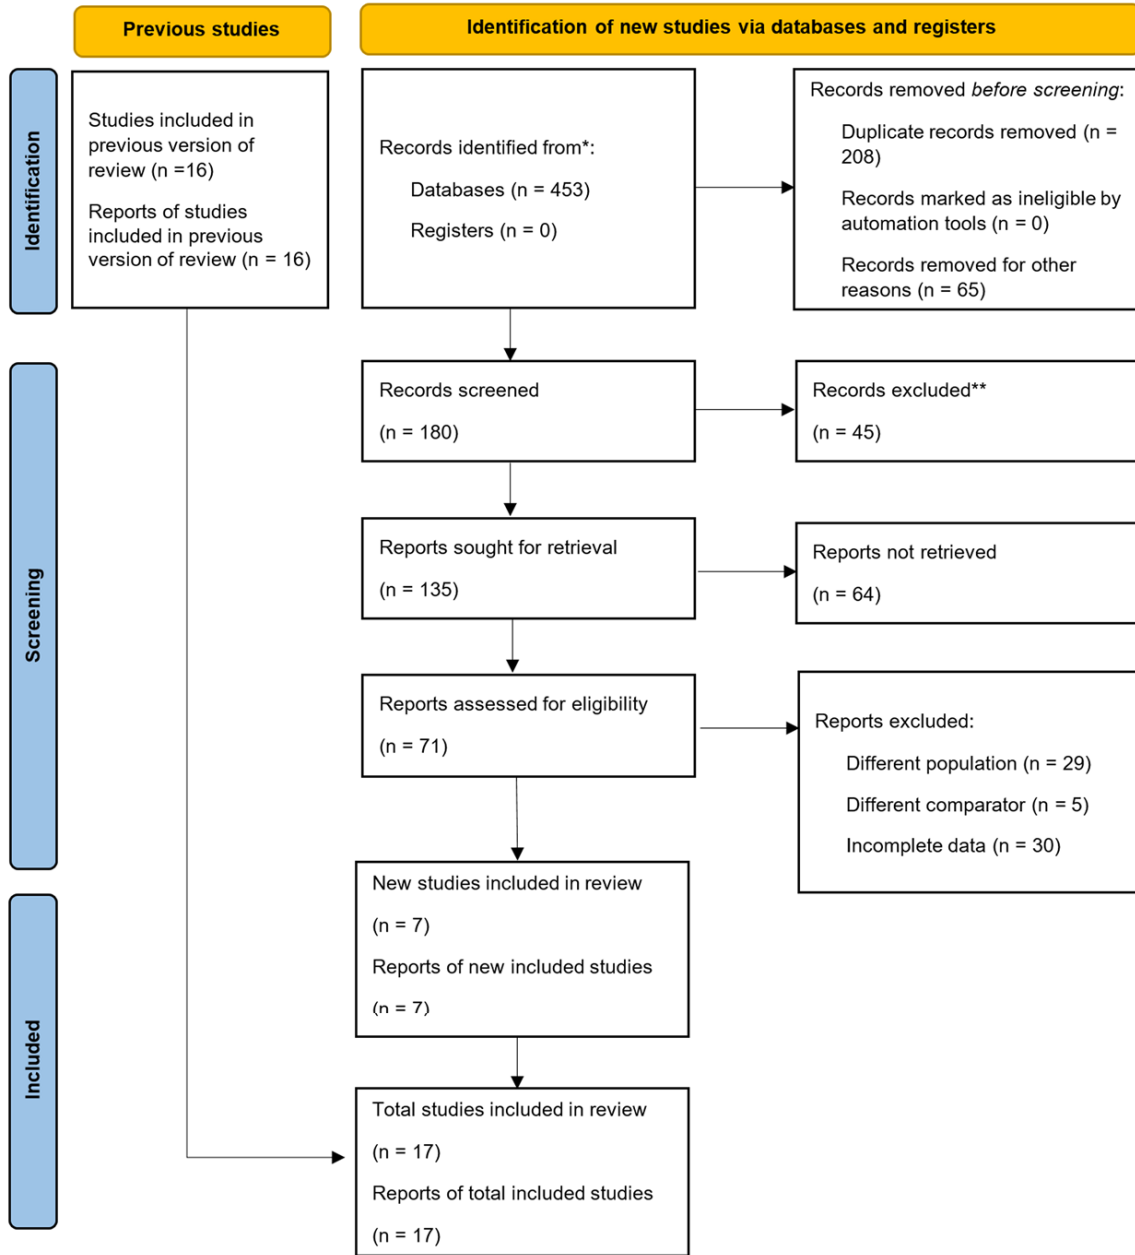 Previous studies
Identification of new studies via databases and registers
Identification
Studies included in
previous version of
review (n =16)
Reports of studies
included in previous
version of review (n = 16)
Records identified from*:
Databases (n = 453)
Registers (n = 0)
Records removed before screening:
Duplicate records removed (n =
208)
Records marked as ineligible by
automation tools (n = 0)
Records removed for other
reasons (n = 65)
Screening
Records screened
(n = 180)
Records excluded**
(n = 45)
Reports sought for retrieval
(n = 135)
Reports not retrieved
(n = 64)
Reports assessed for eligibility
(n = 71)
Reports excluded:
Different population (n = 29)
Different comparator (n = 5)
Incomplete data (n = 30)
Included
New studies included in review
(n = 7)
Reports of new included studies
(n = 7)
Total studies included in review
(n = 17)
Reports of total included studies
(n = 17)